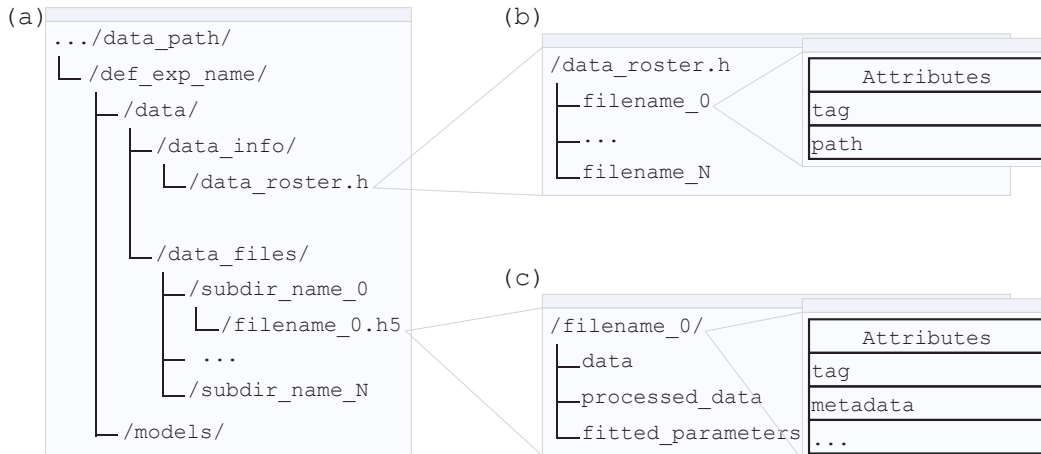 (a)
.../data_path/
/def_exp_name/
/data/
/data_info/
/data_roster.h
/data_files/
/subdir_name_0
/filename_0.h5
...
/subdir_name_N
/models/
(b)
/data_roster.h
filename_0
...
filename_N
Attributes
tag
path
(c)
/filename_0/
data
processed_data
fitted_parameters
Attributes
tag
metadata
...